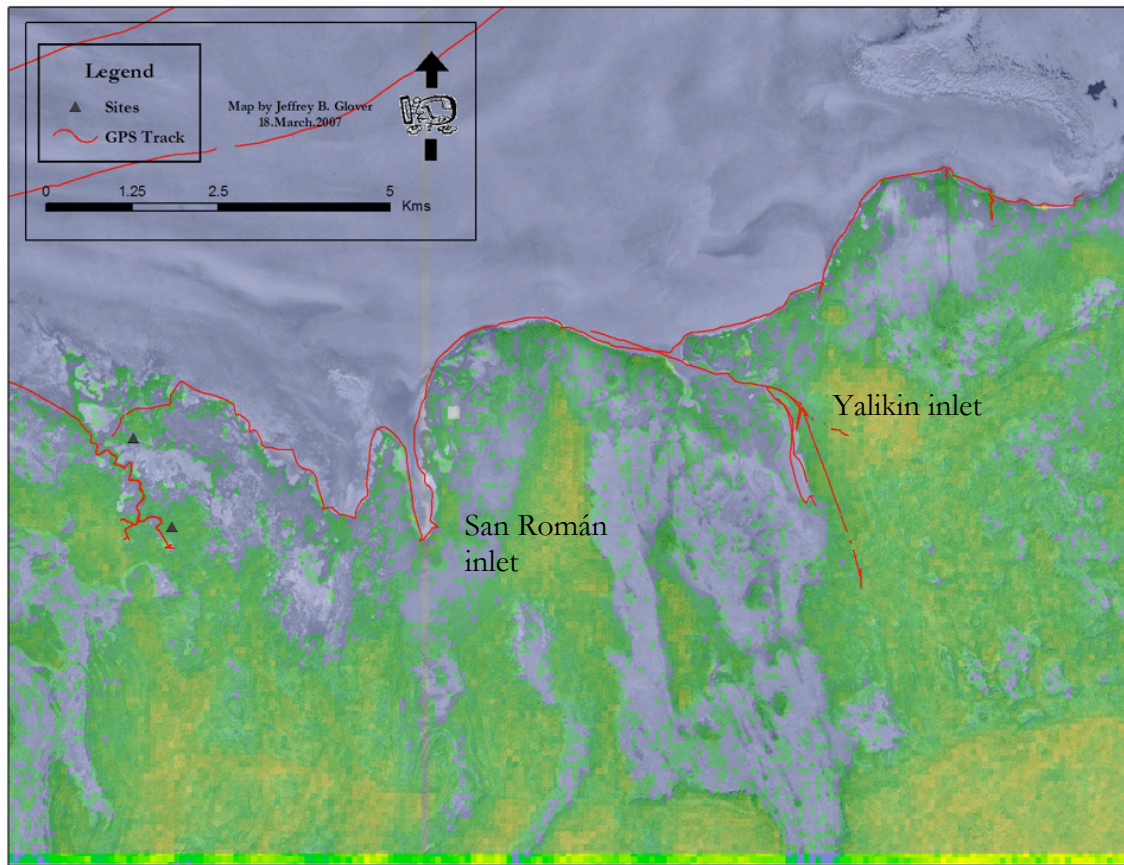 Legend
Sites
GPS Track
Map by Jeffrey B. Glover
18.March.2007
0 1.25 2.5 5
Kms
Yalikin inlet
San Román
inlet